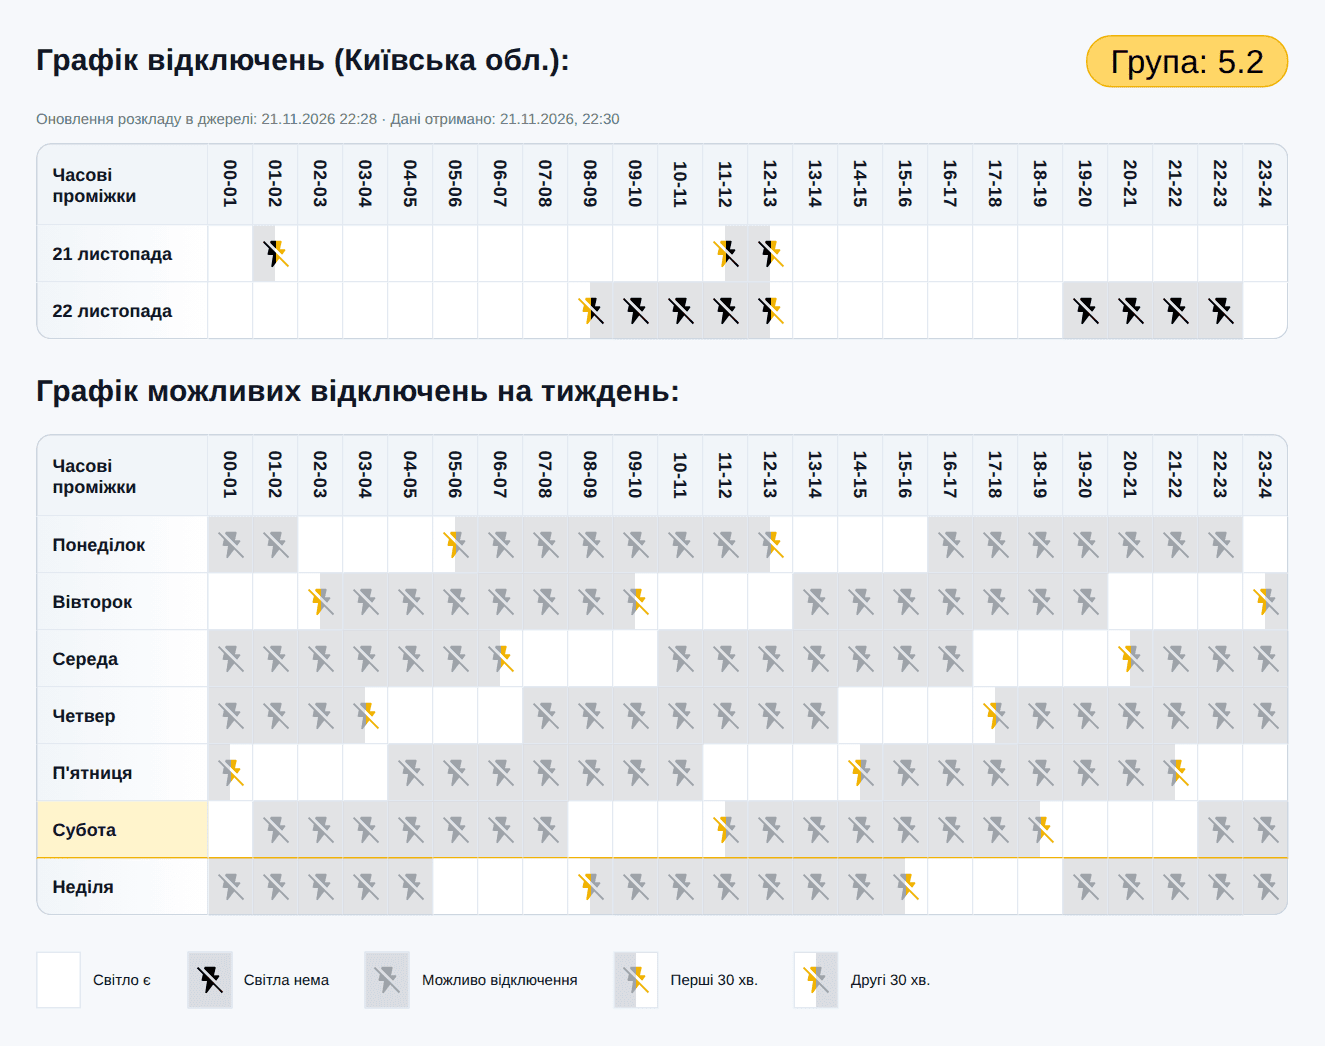 Графік відключень (Київська обл.):
Група: 5.2
Оновлення розкладу в джерелі: 21.11.2026 22:28 · Дані отримано: 21.11.2026, 22:30
Часові проміжки 00-01 01-02 02-03 03-04 04-05 05-06 06-07 07-08 08-09 09-10 10-11 11-12 12-13 13-14 14-15 15-16 16-17 17-18 18-19 19-20 20-21 21-22 22-23 23-24
21 листопада
22 листопада
Графік можливих відключень на тиждень:
Часові проміжки 00-01 01-02 02-03 03-04 04-05 05-06 06-07 07-08 08-09 09-10 10-11 11-12 12-13 13-14 14-15 15-16 16-17 17-18 18-19 19-20 20-21 21-22 22-23 23-24
Понеділок
Вівторок
Середа
Четвер
П'ятниця
Субота
Неділя
Світло є
Світла нема
Можливо відключення
Перші 30 хв.
Другі 30 хв.